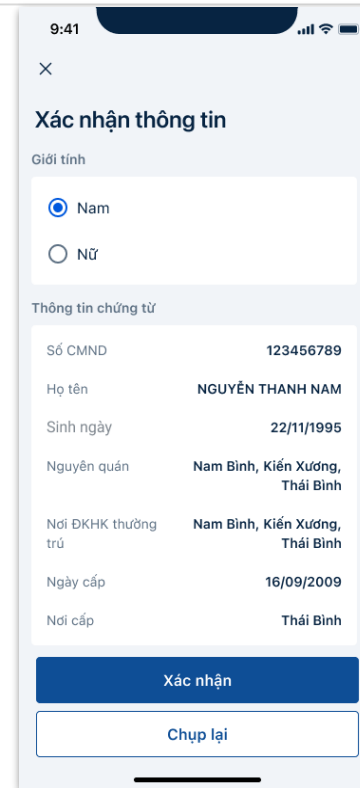 9:41
Xác nhận thông tin
Giới tính
Nam
Nữ
Thông tin chứng từ
Số CMND 123456789
Họ tên NGUYỄN THANH NAM
Sinh ngày 22/11/1995
Nguyên quán Nam Bình, Kiến Xương,
Thái Bình
Nơi ĐKHK thường Nam Bình, Kiến Xương,
trú Thái Bình
Ngày cấp 16/09/2009
Nơi cấp Thái Bình
Xác nhận
Chụp lại